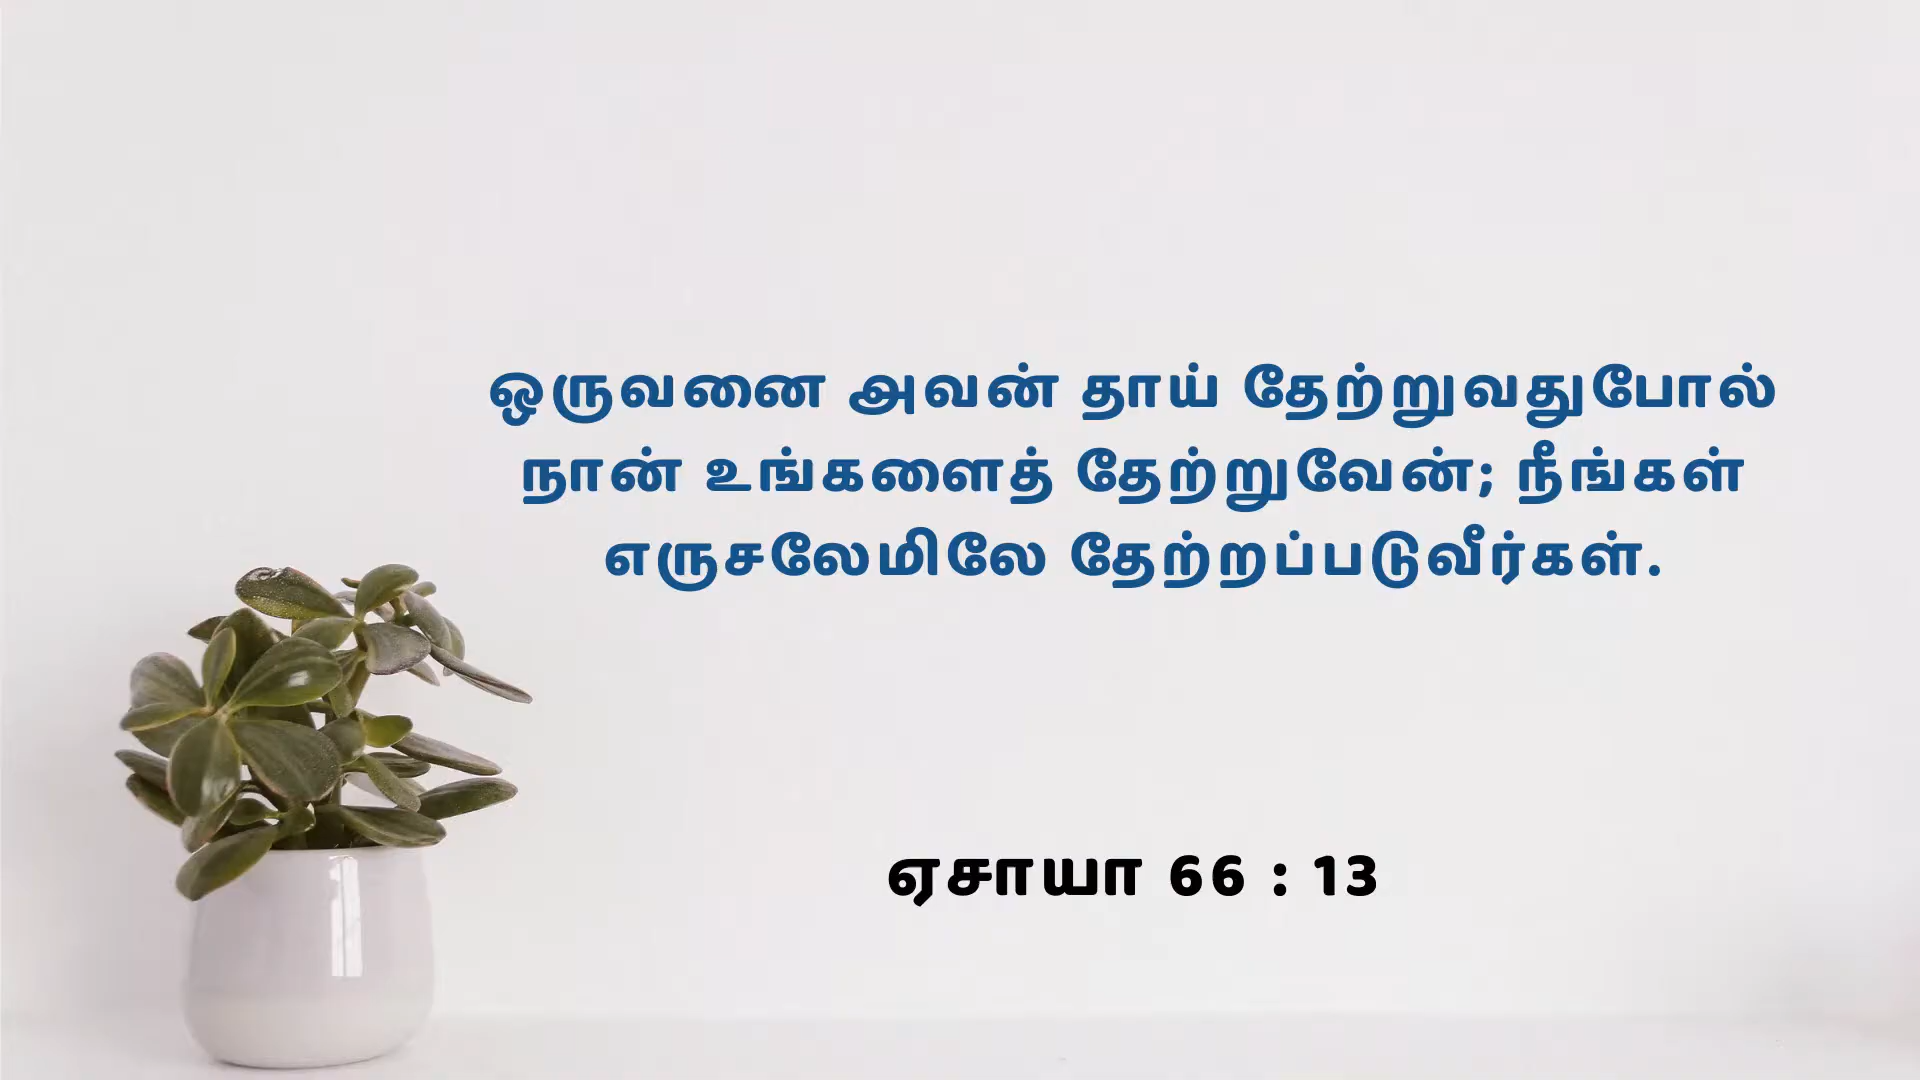 ஒருவனை அவன் தாய் தேற்றுவதுபோல்
நான் உங்களைத் தேற்றுவேன்; நீங்கள்
எருசலேமிலே தேற்றப்படுவீர்கள்.
ஏசாயா 66 : 13